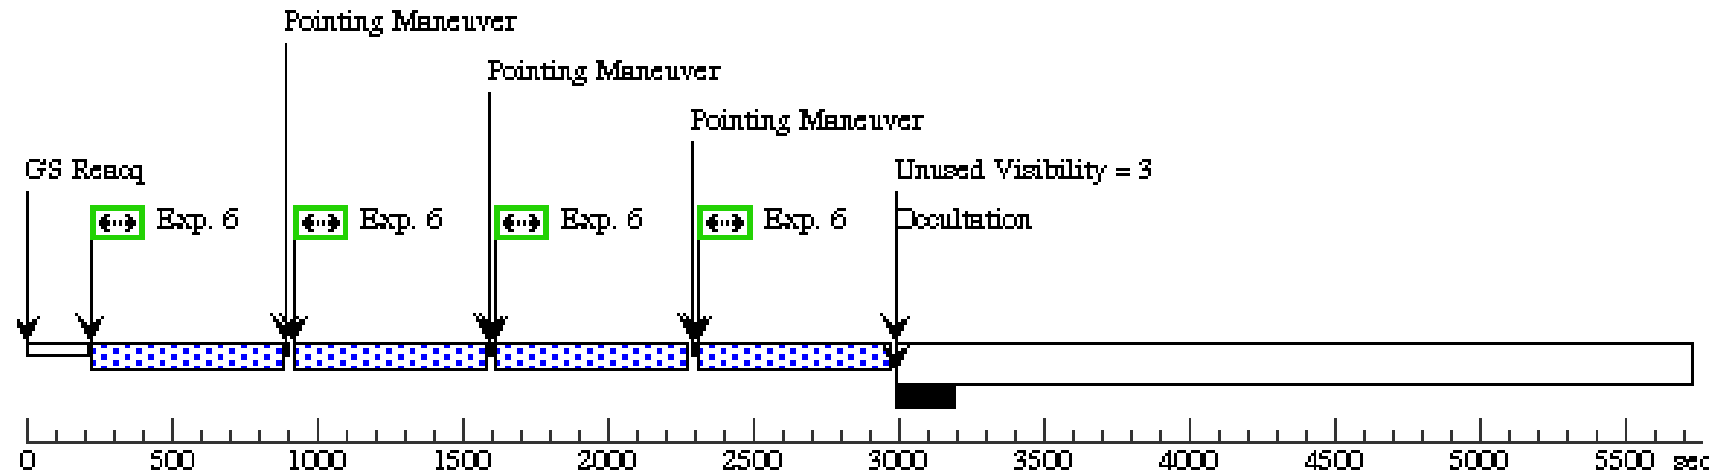 Pointing Maneuver
Pointing Maneuver
Pointing Maneuver
GS Reacq
Unused Visibility = 3
Exp. 6
Exp. 6
Exp. 6
Exp. 6
Occultation
0 500 1000 1500 2000 2500 3000 3500 4000 4500 5000 5500 sec